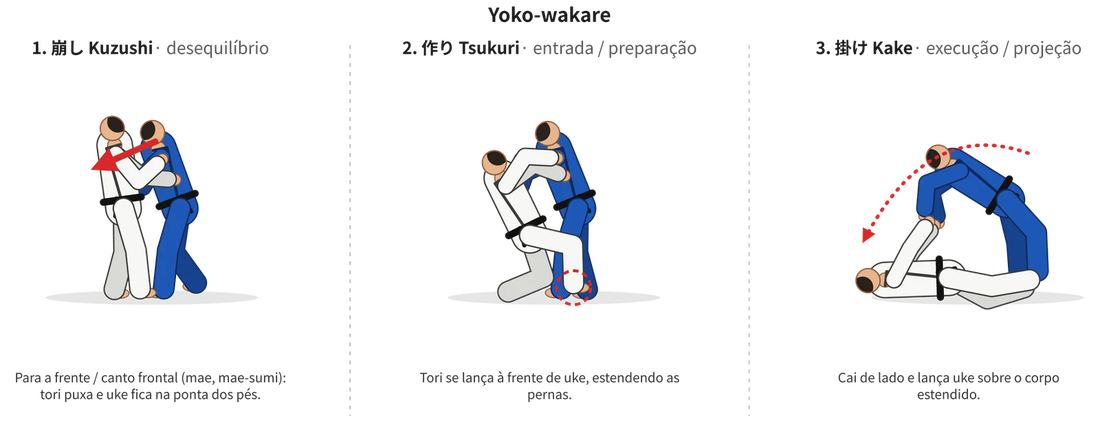 Yoko-wakare
1. 崩し Kuzushi · desequilíbrio
Para a frente / canto frontal (mae, mae-sumi):
tori puxa e uke fica na ponta dos pés.
2. 作り Tsukuri · entrada / preparação
Tori se lança à frente de uke, estendendo as
pernas.
3. 掛け Kake · execução / projeção
Cai de lado e lança uke sobre o corpo
estendido.